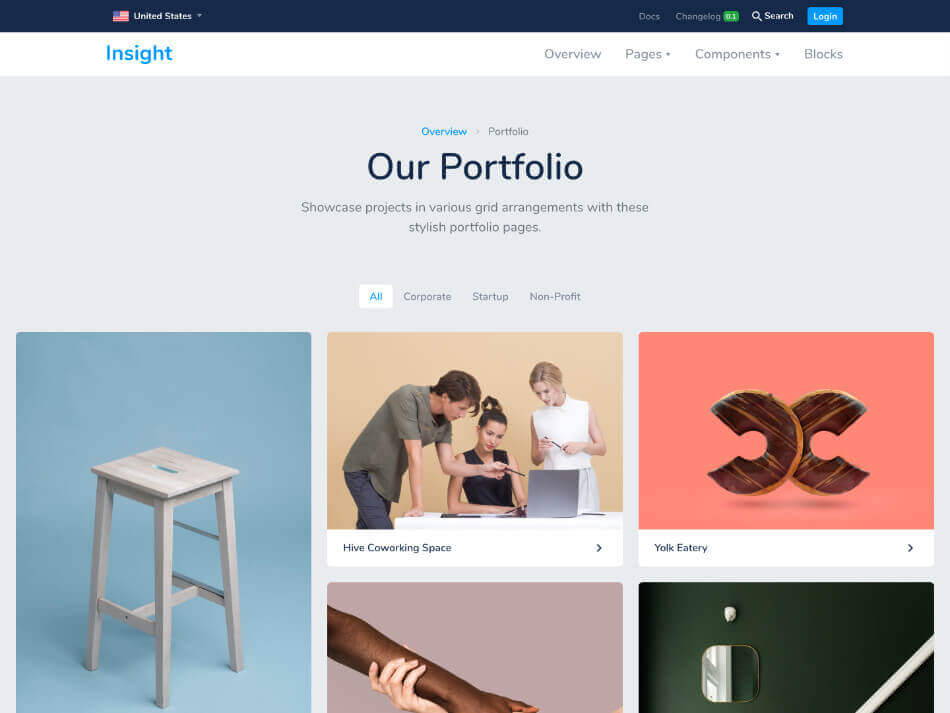 United States
Docs
Changelog 0.1
Search
Login
Insight
Overview
Pages
Components
Blocks
Overview > Portfolio
Our Portfolio
Showcase projects in various grid arrangements with these
stylish portfolio pages.
All
Corporate
Startup
Non-Profit
Hive Coworking Space
Yolk Eatery